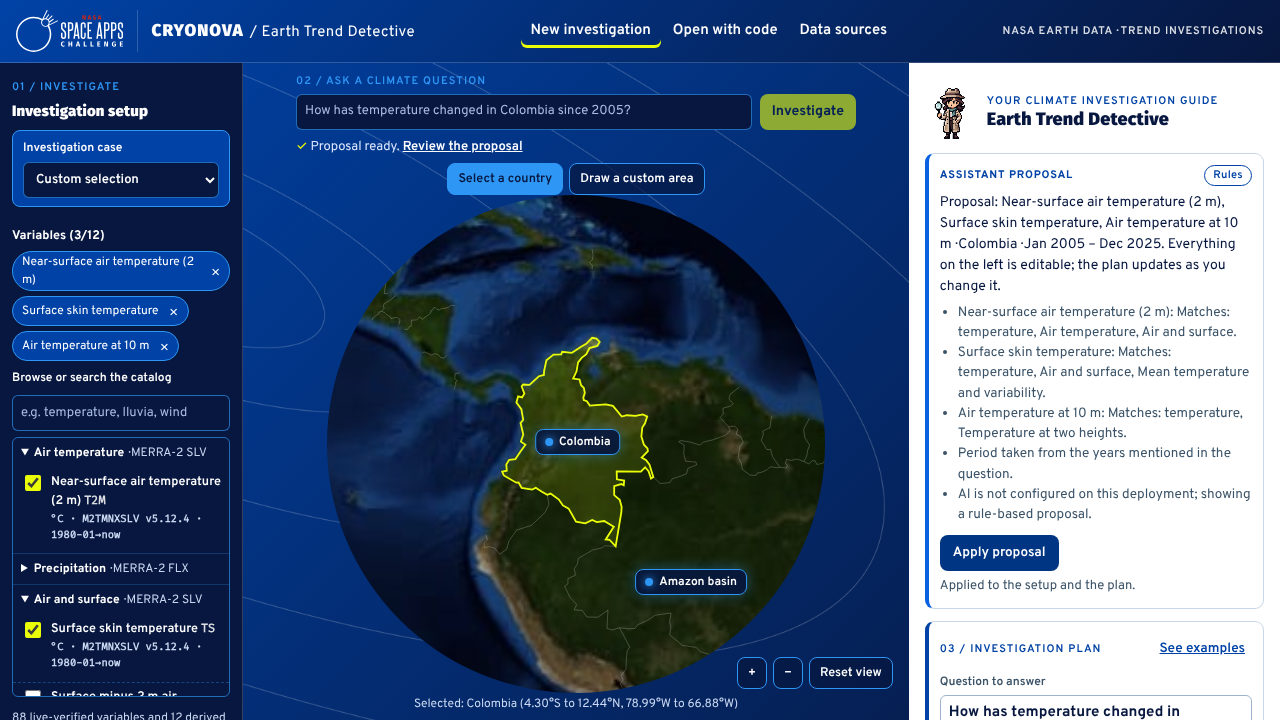 NASA
SPACE APPS
CHALLENGE
CRYONOVA / Earth Trend Detective
New investigation
Open with code
Data sources
NASA EARTH DATA · TREND INVESTIGATIONS
01 / INVESTIGATE
Investigation setup
Investigation case
Custom selection
Variables (3/12)
Near-surface air temperature (2
m) ×
Surface skin temperature ×
Air temperature at 10 m ×
Browse or search the catalog
e.g. temperature, lluvia, wind
Air temperature · MERRA-2 SLV
Near-surface air temperature
(2 m) T2M
°C · M2TMNXSLV v5.12.4 ·
1980-01→now
Precipitation · MERRA-2 FLX
Air and surface · MERRA-2 SLV
Surface skin temperature TS
°C · M2TMNXSLV v5.12.4 ·
1980-01→now
Surface minus 2 m air
88 live-verified variables and 12 derived
02 / ASK A CLIMATE QUESTION
How has temperature changed in Colombia since 2005?
Investigate
✓ Proposal ready. Review the proposal
Select a country
Draw a custom area
Colombia
Amazon basin
+
−
Reset view
Selected: Colombia (4.30°S to 12.44°N, 78.99°W to 66.88°W)
YOUR CLIMATE INVESTIGATION GUIDE
Earth Trend Detective
ASSISTANT PROPOSAL
Rules
Proposal: Near-surface air temperature (2 m),
Surface skin temperature, Air temperature at 10
m · Colombia · Jan 2005 – Dec 2025. Everything
on the left is editable; the plan updates as you
change it.
• Near-surface air temperature (2 m): Matches:
temperature, Air temperature, Air and surface.
• Surface skin temperature: Matches:
temperature, Air and surface, Mean temperature
and variability.
• Air temperature at 10 m: Matches: temperature,
Temperature at two heights.
• Period taken from the years mentioned in the
question.
• AI is not configured on this deployment; showing
a rule-based proposal.
Apply proposal
Applied to the setup and the plan.
03 / INVESTIGATION PLAN
See examples
Question to answer
How has temperature changed in